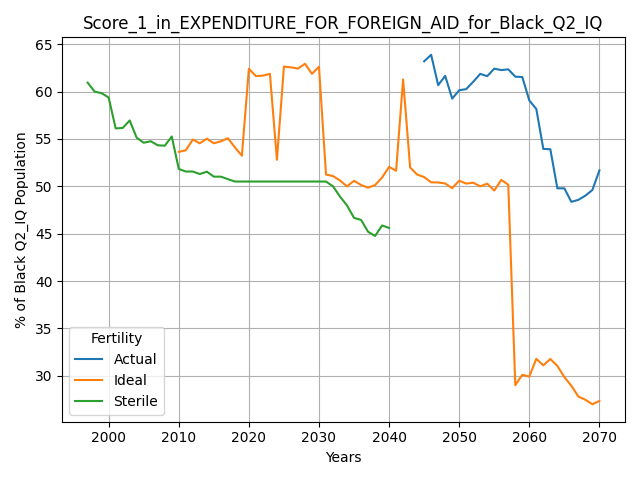 Score_1_in_EXPENDITURE_FOR_FOREIGN_AID_for_Black_Q2_IQ
% of Black Q2_IQ Population
65
60
55
50
45
40
35
30
Fertility
Actual
Ideal
Sterile
2000 2010 2020 2030 2040 2050 2060 2070
Years